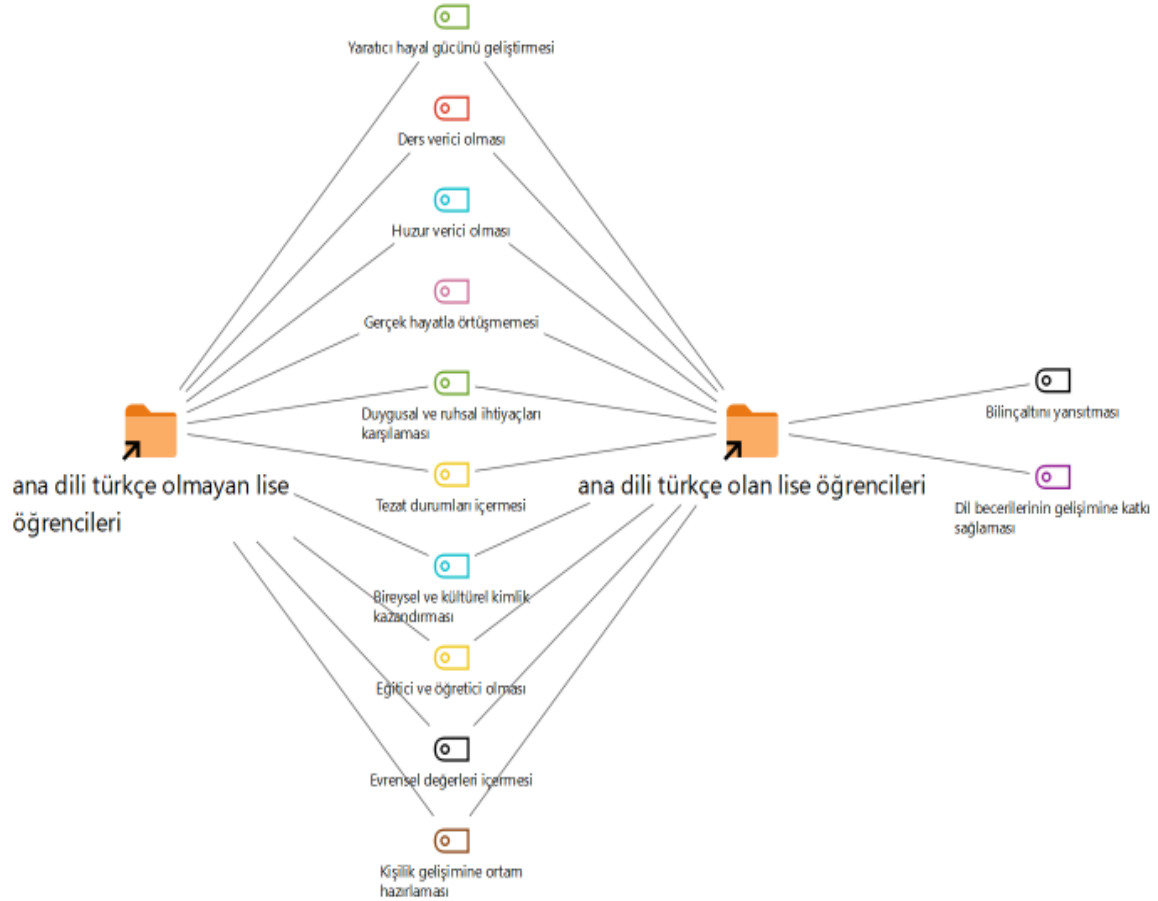 Yaratıcı hayal gücünü geliştirmesi
Ders verici olması
Huzur verici olması
Gerçek hayatla örtüşmemesi
Duygusal ve ruhsal ihtiyaçları
karşılaması
Tezat durumları içermesi
Bireysel ve kültürel kimlik
kazandırması
Eğitici ve öğretici olması
Evrensel değerleri içermesi
Kişilik gelişimine ortam
hazırlaması
ana dili türkçe olmayan lise
öğrencileri
ana dili türkçe olan lise öğrencileri
Bilinçaltını yansıtması
Dil becerilerinin gelişimine katkı
sağlaması